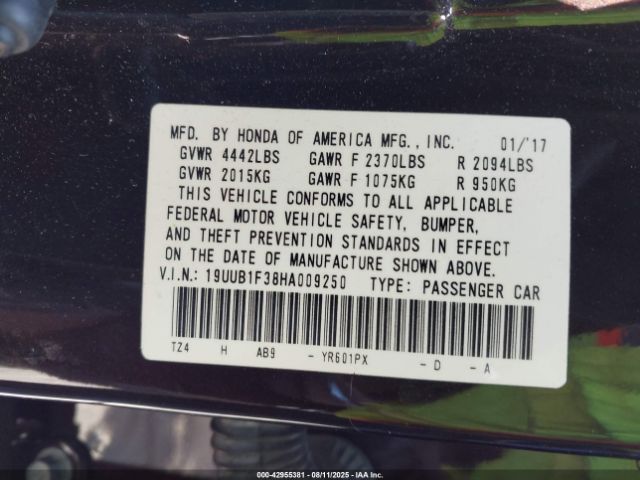 MFD. BY HONDA OF AMERICA MFG., INC. 01/'17
GVWR 4442LBS GAWR F 2370LBS R 2094LBS
GVWR 2015KG GAWR F 1075KG R 950KG
THIS VEHICLE CONFORMS TO ALL APPLICABLE
FEDERAL MOTOR VEHICLE SAFETY, BUMPER,
AND THEFT PREVENTION STANDARDS IN EFFECT
ON THE DATE OF MANUFACTURE SHOWN ABOVE.
V.I.N.: 19UUB1F38HA009250 TYPE: PASSENGER CAR
TZ4 H AB9 - YR601PX - D - A
000-42955381 - 08/11/2025 - IAAI.COM